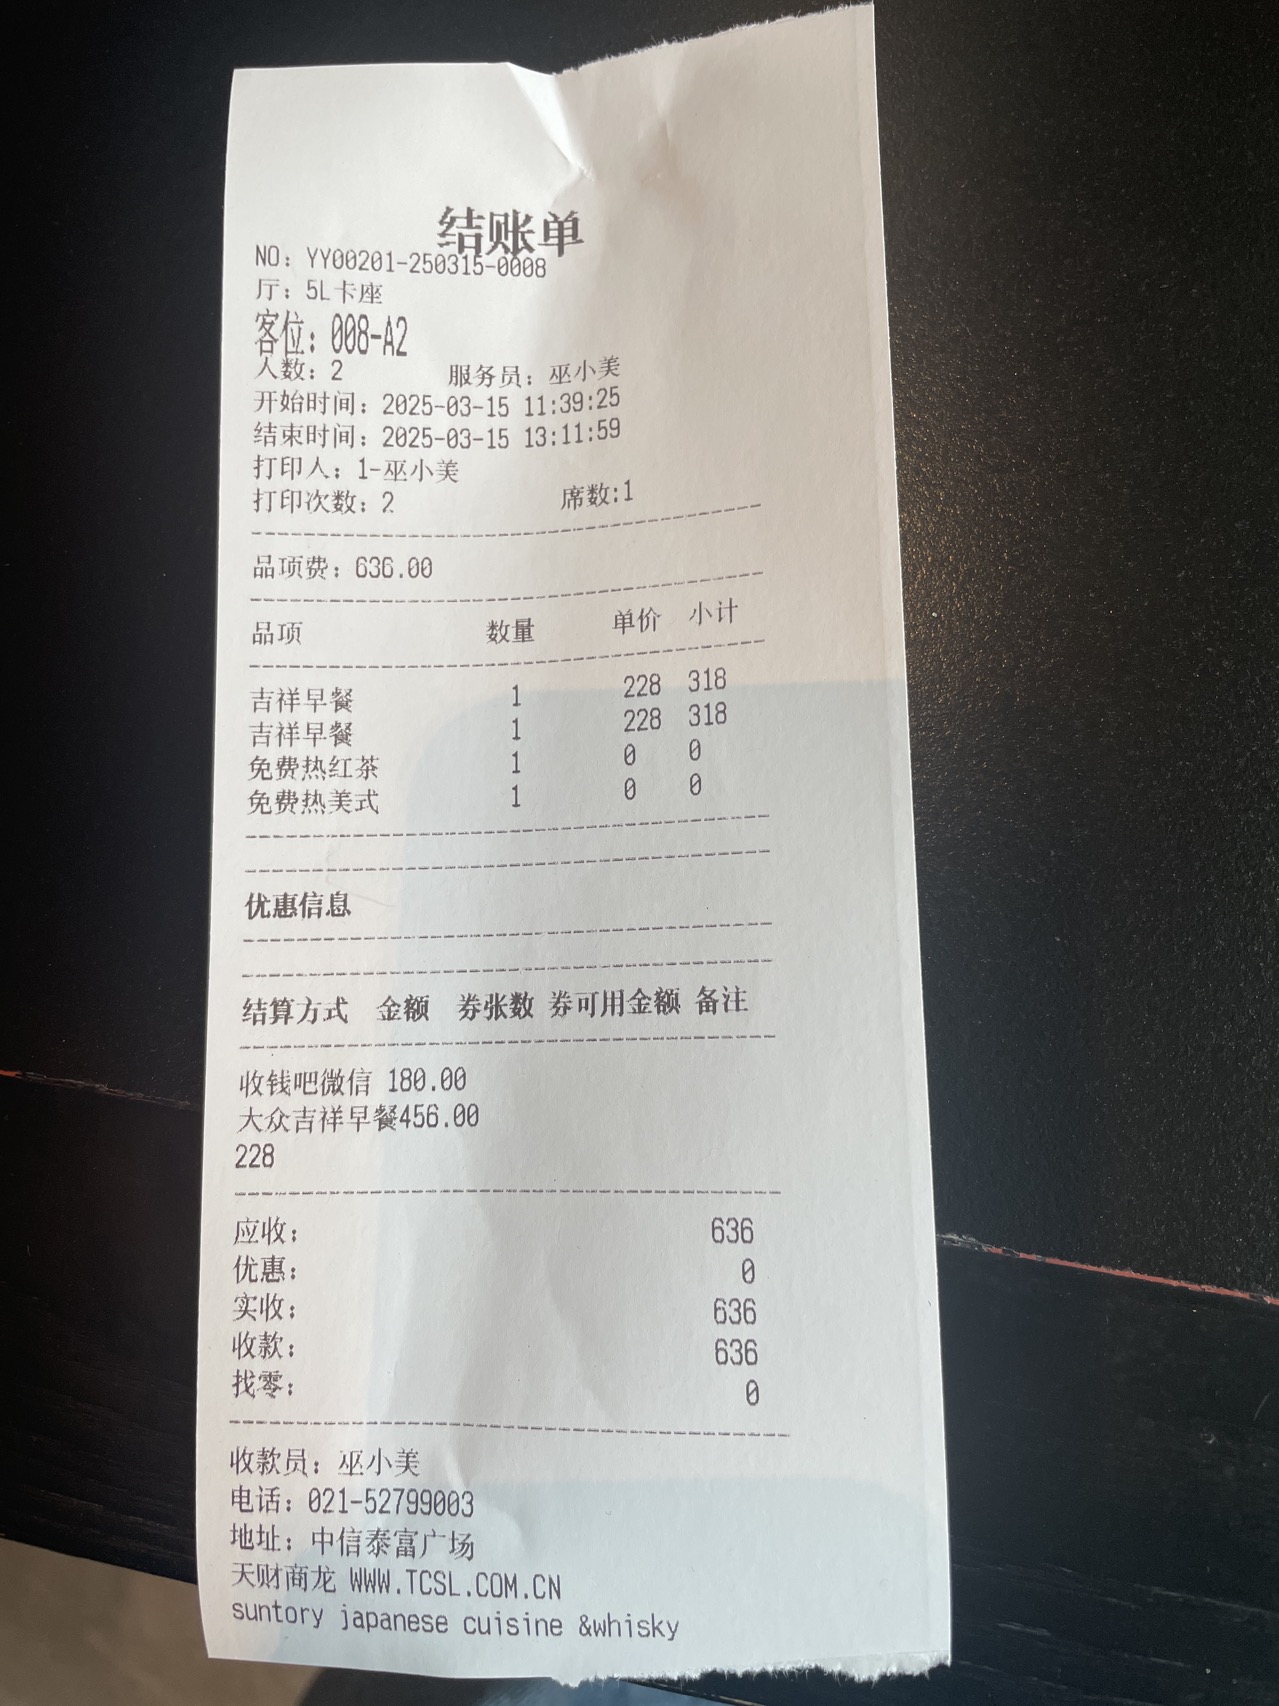 结账单
NO: YY00201-250315-0008
厅: 5L卡座
客位: 008-A2
人数: 2 服务员: 巫小美
开始时间: 2025-03-15 11:39:25
结束时间: 2025-03-15 13:11:59
打印人: 1-巫小美
打印次数: 2 席数:1
品项费: 636.00
品项 数量 单价 小计
吉祥早餐 1 228 318
吉祥早餐 1 228 318
免费热红茶 1 0 0
免费热美式 1 0 0
优惠信息
结算方式 金额 券张数 券可用金额 备注
收钱吧微信 180.00
大众吉祥早餐456.00
228
应收: 636
优惠: 0
实收: 636
收款: 636
找零: 0
收款员: 巫小美
电话: 021-52799003
地址: 中信泰富广场
天财商龙 WWW.TCSL.COM.CN
suntory japanese cuisine &whisky